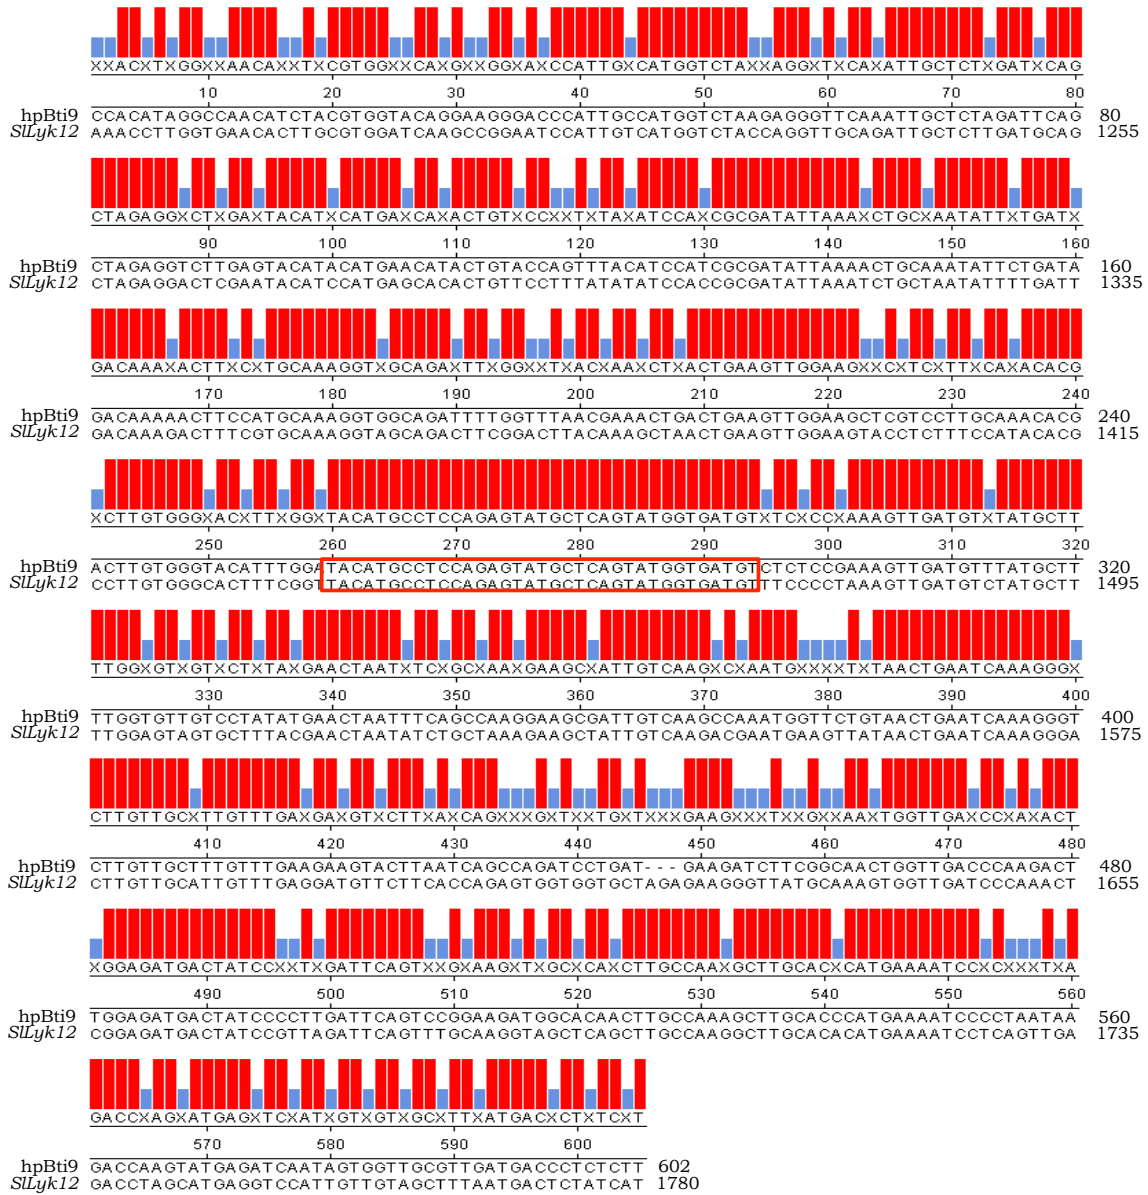 XXACXTXGGXXAACAXXTXCGTGGXXCAXGXXGGXAXCCATTGXCATGGTCTAXXAGGXTXCAXATTGCTCTXGATXCAG
10 20 30 40 50 60 70 80
hpBti9 CCACATAGGCCAACATCTACGTGGTACAGGAAGGGACCCATTGCCATGGTCTAAGAGGGTTCAAATTGCTCTAGATTCAG 80
SlLyk12 AAACCTTGGTGAACACTTGCGTGGATCAAGCCGGAATCCATTGTCATGGTCTACCAGGTTGCAGATTGCTCTTGATGCAG 1255
CTAGAGGXCTXGAXTACATXCATGAXCAXACTGTXCCXXTXTAXATCCAXCGCGATATTAAAXCTGCXAATATTXTGATX
90 100 110 120 130 140 150 160
hpBti9 CTAGAGGTCTTGAGTACATACATGAACATACTGTACCAGTTTACATCCATCGCGATATTAAAACTGCAAATATTCTGATA 160
SlLyk12 CTAGAGGACTCGAATACATCCATGAGCACACTGTTCCTTTATATATCCACCGCGATATTAAATCTGCTAATATTTTGATT 1335
GACAAAXACTTXCXTGCAAAGGTXGCAGAXTTXGGXXTXACXAAXCTXACTGAAGTTGGAAGXXCXTCXTTXCAXACACG
170 180 190 200 210 220 230 240
hpBti9 GACAAAAACTTCCATGCAAAGGTGGCAGATTTTGGTTTAACGAAACTGACTGAAGTTGGAAGCTCGTCCTTGCAAACACG 240
SlLyk12 GACAAAGACTTTCGTGCAAAGGTAGCAGACTTCGGACTTACAAAGCTAACTGAAGTTGGAAGTACCTCTTTCCATACACG 1415
XCTTGTGGGXACXTTXGGXTACATGCCTCCAGAGTATGCTCAGTATGGTGATGTXTCXCCXAAAGTTGATGTXTATGCTT
250 260 270 280 290 300 310 320
hpBti9 ACTTGTGGGTACATTTGGATACATGCCTCCAGAGTATGCTCAGTATGGTGATGTCTCTCCGAAAGTTGATGTTTATGCTT 320
SlLyk12 CCTTGTGGGCACTTTCGGTTACATGCCTCCAGAGTATGCTCAGTATGGTGATGTTTCCCCTAAAGTTGATGTCTATGCTT 1495
TTGGXGTXGTXCTXTAXGAACTAATXTCXGCXAAXGAAGCXATTGTCAAGXCXAATGXXXXTXTAACTGAATCAAAGGGX
330 340 350 360 370 380 390 400
hpBti9 TTGGTGTTGTCCTATATGAACTAATTTCAGCCAAGGAAGCGATTGTCAAGCCAAATGGTTCTGTAACTGAATCAAAGGGT 400
SlLyk12 TTGGAGTAGTGCTTTACGAACTAATATCTGCTAAAGAAGCTATTGTCAAGACGAATGAAGTTATAACTGAATCAAAGGGA 1575
CTTGTTGCXTTGTTTGAXGAXGTXCTTXAXCAGXXXGXTXXTGXTXXXGAAGXXXTXXGXXAAXTGGTTGAXCCXAXACT
410 420 430 440 450 460 470 480
hpBti9 CTTGTTGCTTTGTTTGAAGAAGTACTTAATCAGCCAGATCCTGAT---GAAGATCTTCGGCAACTGGTTGACCCAAGACT 480
SlLyk12 CTTGTTGCATTGTTTGAGGATGTTCTTCACCAGAGTGGTGGTGCTAGAGAAGGGTTATGCAAAGTGGTTGATCCCAAACT 1655
XGGAGATGACTATCCXXTXGATTCAGTXXGXAAGXTXGCXCAXCTTGCCAAXGCTTGCACXCATGAAAATCCXCXXXTXA
490 500 510 520 530 540 550 560
hpBti9 TGGAGATGACTATCCCCTTGATTCAGTCCGGAAGATGGCACAACTTGCCAAAGCTTGCACCCATGAAAATCCCCTAATAA 560
SlLyk12 CGGAGATGACTATCCGTTAGATTCAGTTTGCAAGGTAGCTCAGCTTGCCAAGGCTTGCACACATGAAAATCCTCAGTTGA 1735
GACCXAGXATGAGXTCXATXGTXGTXGCXTTXATGACXCTXTCXT
570 580 590 600
hpBti9 GACCAAGTATGAGATCAATAGTGGTTGCGTTGATGACCCTCTCTT 602
SlLyk12 GACCTAGCATGAGGTCCATTGTTGTAGCTTTAATGACTCTATCAT 1780